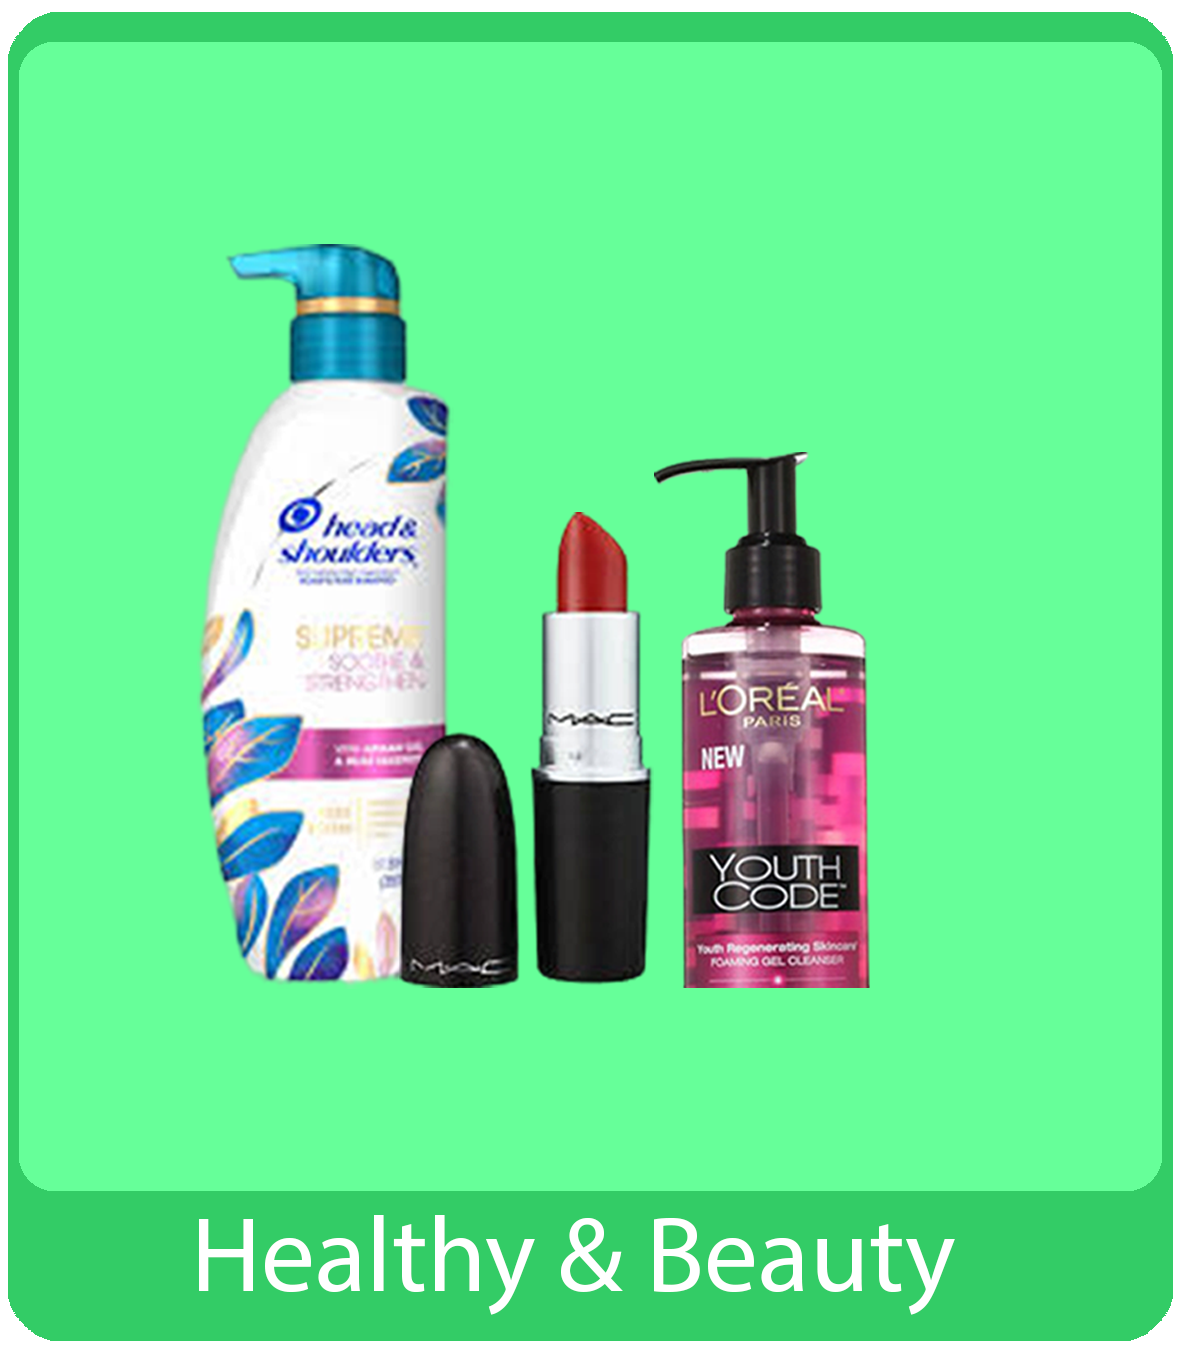 head &
shoulders
SUPREME
SOOTHE &
STRENGTHEN
MAC
MAC
L'ORÉAL
PARIS
NEW
YOUTH
CODE™
Youth Regenerating Skincare
FOAMING GEL CLEANSER
Healthy & Beauty